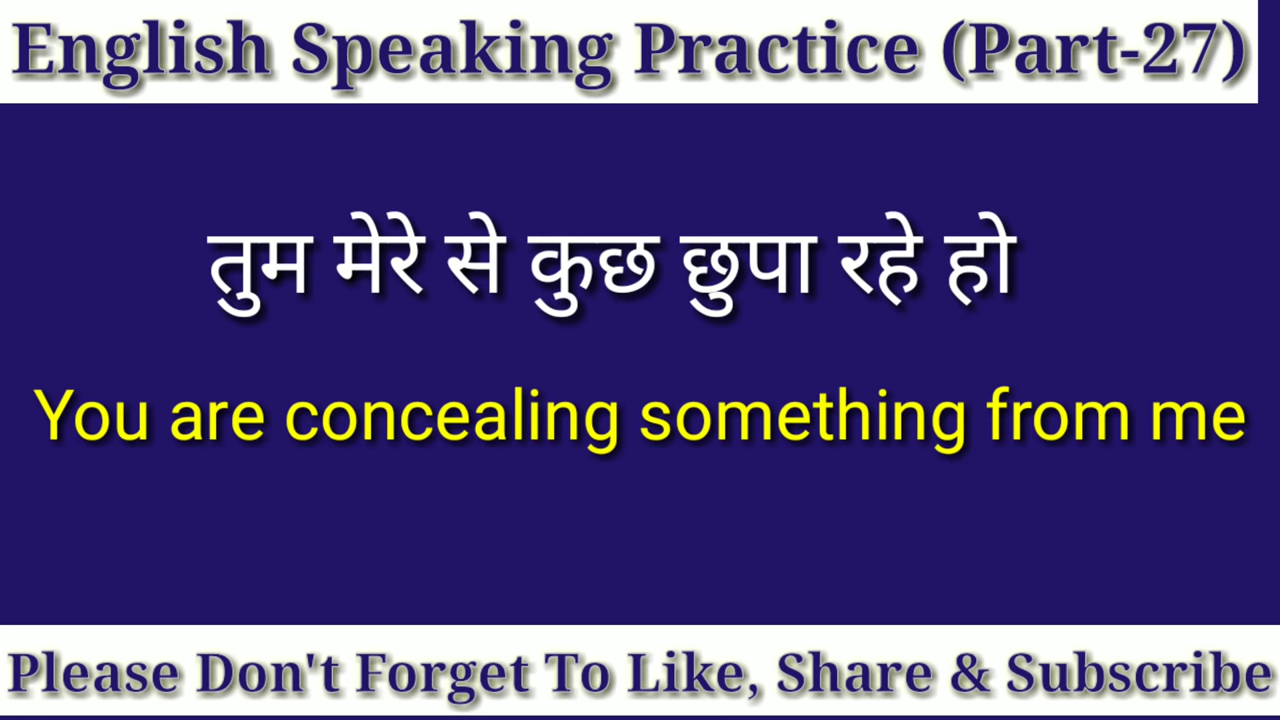 English Speaking Practice (Part-27)
तुम मेरे से कुछ छुपा रहे हो
You are concealing something from me
Please Don't Forget To Like, Share & Subscribe